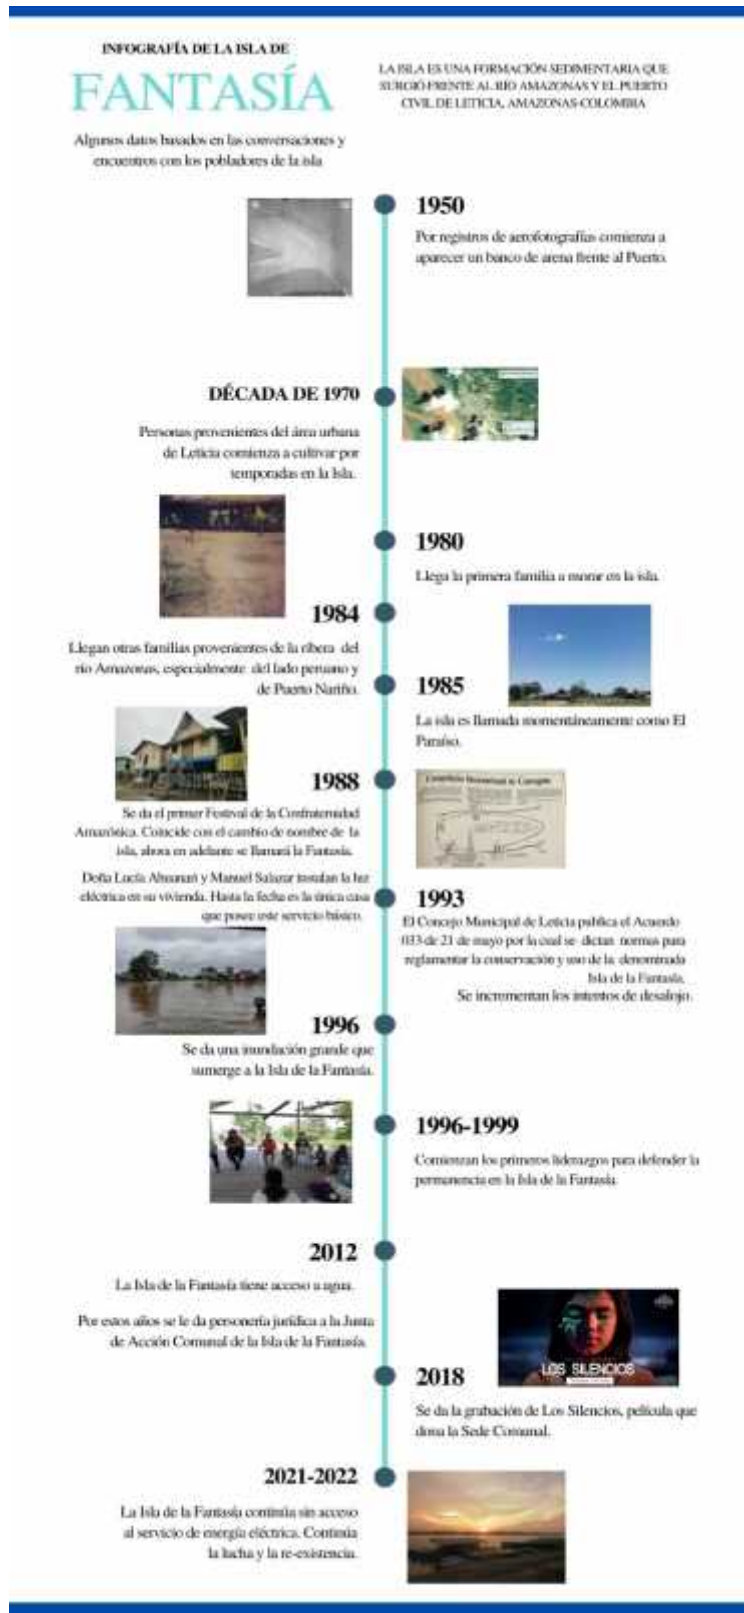 INFOGRAFÍA DE LA ISLA DE
FANTASÍA
Algunos datos basados en las conversaciones y
encuentros con los pobladores de la isla
LA ISLA ES UNA FORMACIÓN SEDIMENTARIA QUE
SURGIÓ FRENTE AL RÍO AMAZONAS Y EL PUERTO
CIVIL DE LETICIA, AMAZONAS-COLOMBIA
1950
Por registros de aerofotografías comienza a
aparecer un banco de arena frente al Puerto.
DÉCADA DE 1970
Personas provenientes del área urbana
de Leticia comienza a cultivar por
temporadas en la Isla.
1980
Llega la primera familia a morar en la isla.
1984
Llegan otras familias provenientes de la ribera del
río Amazonas, especialmente del lado peruano y
de Puerto Nariño.
1985
La isla es llamada momentáneamente como El
Paraíso.
1988
Se da el primer Festival de la Confraternidad
Amazónica. Coincide con el cambio de nombre de la
isla, ahora en adelante se llamará la Fantasía.
Doña Lucía Ahuanari y Manuel Salazar instalan la luz
eléctrica en su vivienda. Hasta la fecha es la única casa
que posee este servicio básico.
1993
El Concejo Municipal de Leticia publica el Acuerdo
033 de 21 de mayo por la cual se dictan normas para
reglamentar la conservación y uso de la denominada
Isla de la Fantasía.
Se incrementan los intentos de desalojo.
1996
Se da una inundación grande que
sumerge a la Isla de la Fantasía.
1996-1999
Comienzan los primeros liderazgos para defender la
permanencia en la Isla de la Fantasía.
2012
La Isla de la Fantasía tiene acceso a agua.
Por estos años se le da personería jurídica a la Junta
de Acción Comunal de la Isla de la Fantasía.
LOS SILENCIOS
2018
Se da la grabación de Los Silencios, película que
dona la Sede Comunal.
2021-2022
La Isla de la Fantasía continúa sin acceso
al servicio de energía eléctrica. Continúa
la lucha y la re-existencia.